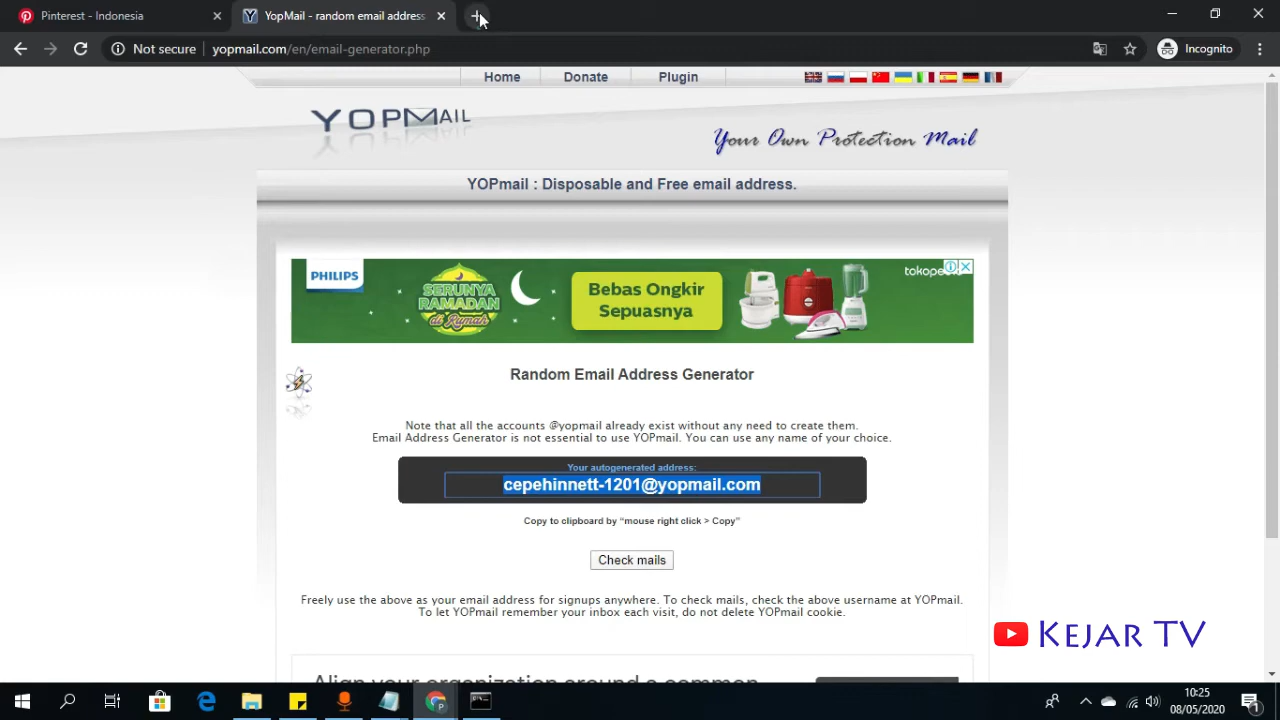 Pinterest - Indonesia
YopMail - random email address
Not secure
yopmail.com/en/email-generator.php
Incognito
Home
Donate
Plugin
YOPMAIL
Your Own Protection Mail
YOPmail : Disposable and Free email address.
PHILIPS
SERUNYA
RAMADAN
di Rumah
Bebas Ongkir
Sepuasnya
Random Email Address Generator
Note that all the accounts @yopmail already exist without any need to create them.
Email Address Generator is not essential to use YOPmail. You can use any name of your choice.
Your autogenerated address:
cepehinnett-1201@yopmail.com
Copy to clipboard by “mouse right click > Copy”
Check mails
Freely use the above as your email address for signups anywhere. To check mails, check the above username at YOPmail.
To let YOPmail remember your inbox each visit, do not delete YOPmail cookie.
KEJAR TV
Align your organization around a common
10:25
08/05/2020